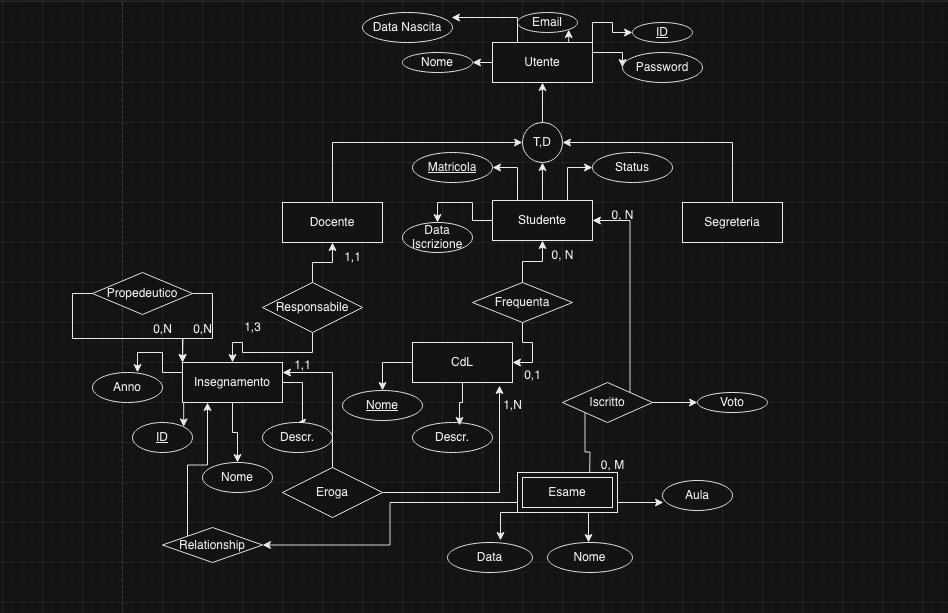 Data Nascita
Email
ID
Nome
Utente
Password
T,D
Matricola
Status
Docente
Studente
0, N
Segreteria
Data
Iscrizione
1,1
0, N
Propedeutico
Responsabile
Frequenta
0,N
0,N
1,3
1,1
CdL
0,1
Anno
Insegnamento
Nome
1,N
Iscritto
Voto
ID
Descr.
Descr.
0, M
Nome
Eroga
Esame
Aula
Relationship
Data
Nome